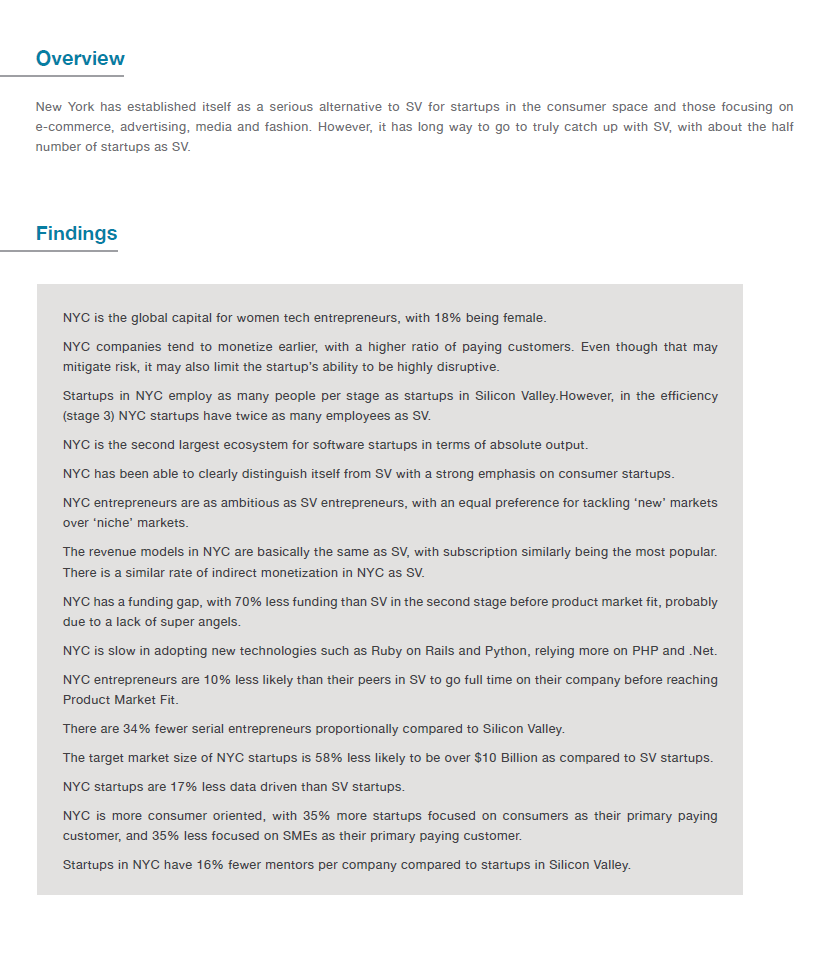 Overview
New York has established itself as a serious alternative to SV for startups in the consumer space and those focusing on
e-commerce, advertising, media and fashion. However, it has long way to go to truly catch up with SV, with about the half
number of startups as SV.
Findings
NYC is the global capital for women tech entrepreneurs, with 18% being female.
NYC companies tend to monetize earlier, with a higher ratio of paying customers. Even though that may
mitigate risk, it may also limit the startup's ability to be highly disruptive.
Startups in NYC employ as many people per stage as startups in Silicon Valley.However, in the efficiency
(stage 3) NYC startups have twice as many employees as SV.
NYC is the second largest ecosystem for software startups in terms of absolute output.
NYC has been able to clearly distinguish itself from SV with a strong emphasis on consumer startups.
NYC entrepreneurs are as ambitious as SV entrepreneurs, with an equal preference for tackling ‘new’ markets
over ‘niche’ markets.
The revenue models in NYC are basically the same as SV, with subscription similarly being the most popular.
There is a similar rate of indirect monetization in NYC as SV.
NYC has a funding gap, with 70% less funding than SV in the second stage before product market fit, probably
due to a lack of super angels.
NYC is slow in adopting new technologies such as Ruby on Rails and Python, relying more on PHP and .Net.
NYC entrepreneurs are 10% less likely than their peers in SV to go full time on their company before reaching
Product Market Fit.
There are 34% fewer serial entrepreneurs proportionally compared to Silicon Valley.
The target market size of NYC startups is 58% less likely to be over $10 Billion as compared to SV startups.
NYC startups are 17% less data driven than SV startups.
NYC is more consumer oriented, with 35% more startups focused on consumers as their primary paying
customer, and 35% less focused on SMEs as their primary paying customer.
Startups in NYC have 16% fewer mentors per company compared to startups in Silicon Valley.